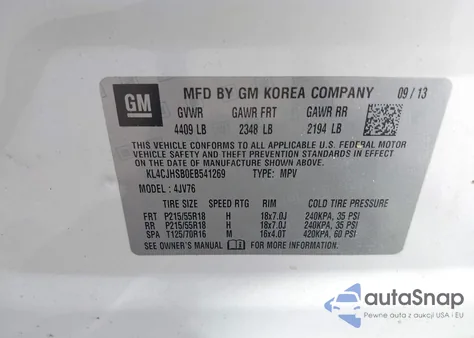 GM
MFD BY GM KOREA COMPANY 09/13
GVWR GAWR FRT GAWR RR
4409 LB 2348 LB 2194 LB
THIS VEHICLE CONFORMS TO ALL APPLICABLE U.S. FEDERAL MOTOR
VEHICLE SAFETY, BUMPER, AND THEFT PREVENTION STANDARDS IN
EFFECT ON THE DATE OF MANUFACTURE SHOWN ABOVE.
KL4CJHSB0EB541269 TYPE: MPV
MODEL: 4JV76
TIRE SIZE SPEED RTG RIM COLD TIRE PRESSURE
FRT P215/55R18 H 18x7.0J 240KPA, 35 PSI
RR P215/55R18 H 18x7.0J 240KPA, 35 PSI
SPA T125/70R16 M 16x4.0T 420KPA, 60 PSI
SEE OWNER'S MANUAL FOR MORE INFORMATION.
autoSnap
Pewne auta z aukcji USA i EU